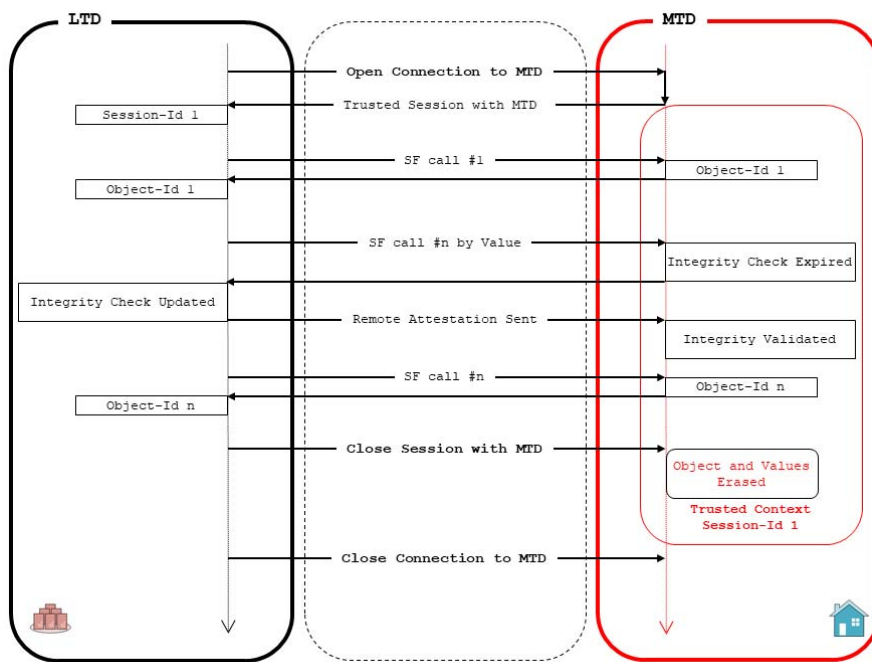 LTD
MTD
Open Connection to MTD
Trusted Session with MTD
Session-Id 1
SF call #1
Object-Id 1
Object-Id 1
SF call #n by Value
Integrity Check Expired
Integrity Check Updated
Remote Attestation Sent
Integrity Validated
SF call #n
Object-Id n
Object-Id n
Close Session with MTD
Object and Values
Erased
Trusted Context
Session-Id 1
Close Connection to MTD